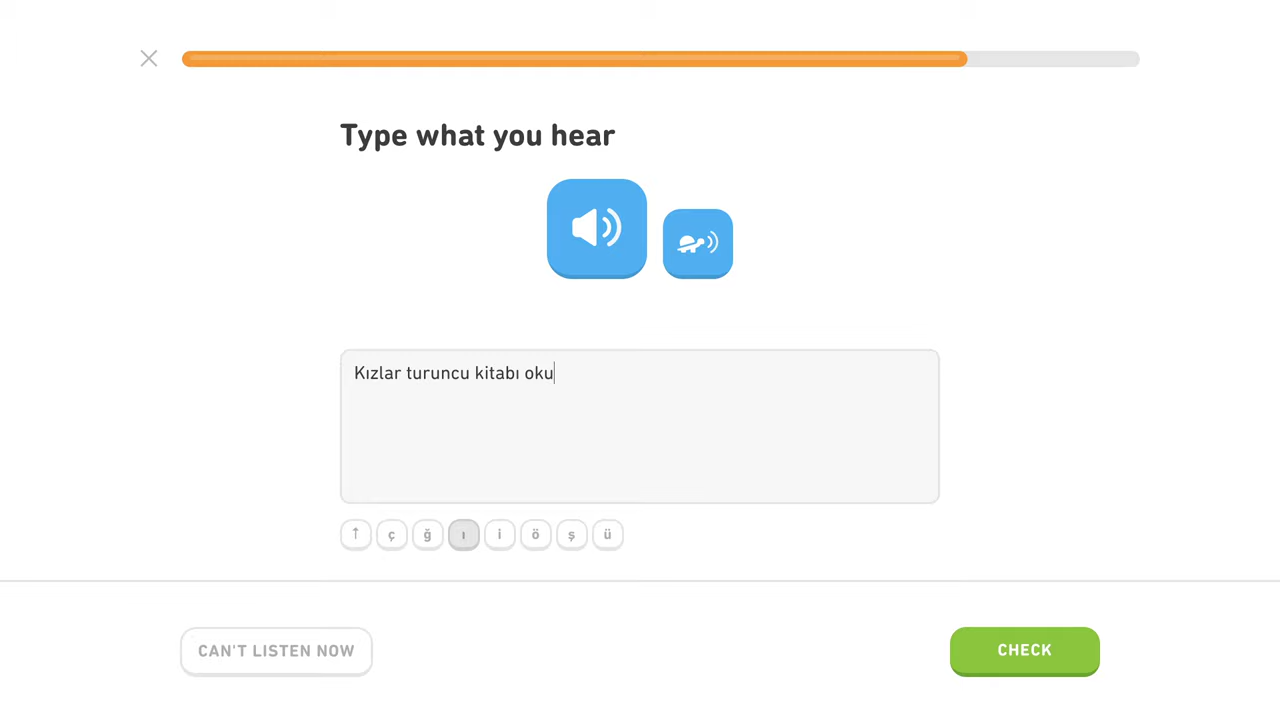 Type what you hear
Kızlar turuncu kitabı oku
↑ ç ğ ı i ö ş ü
CAN'T LISTEN NOW
CHECK